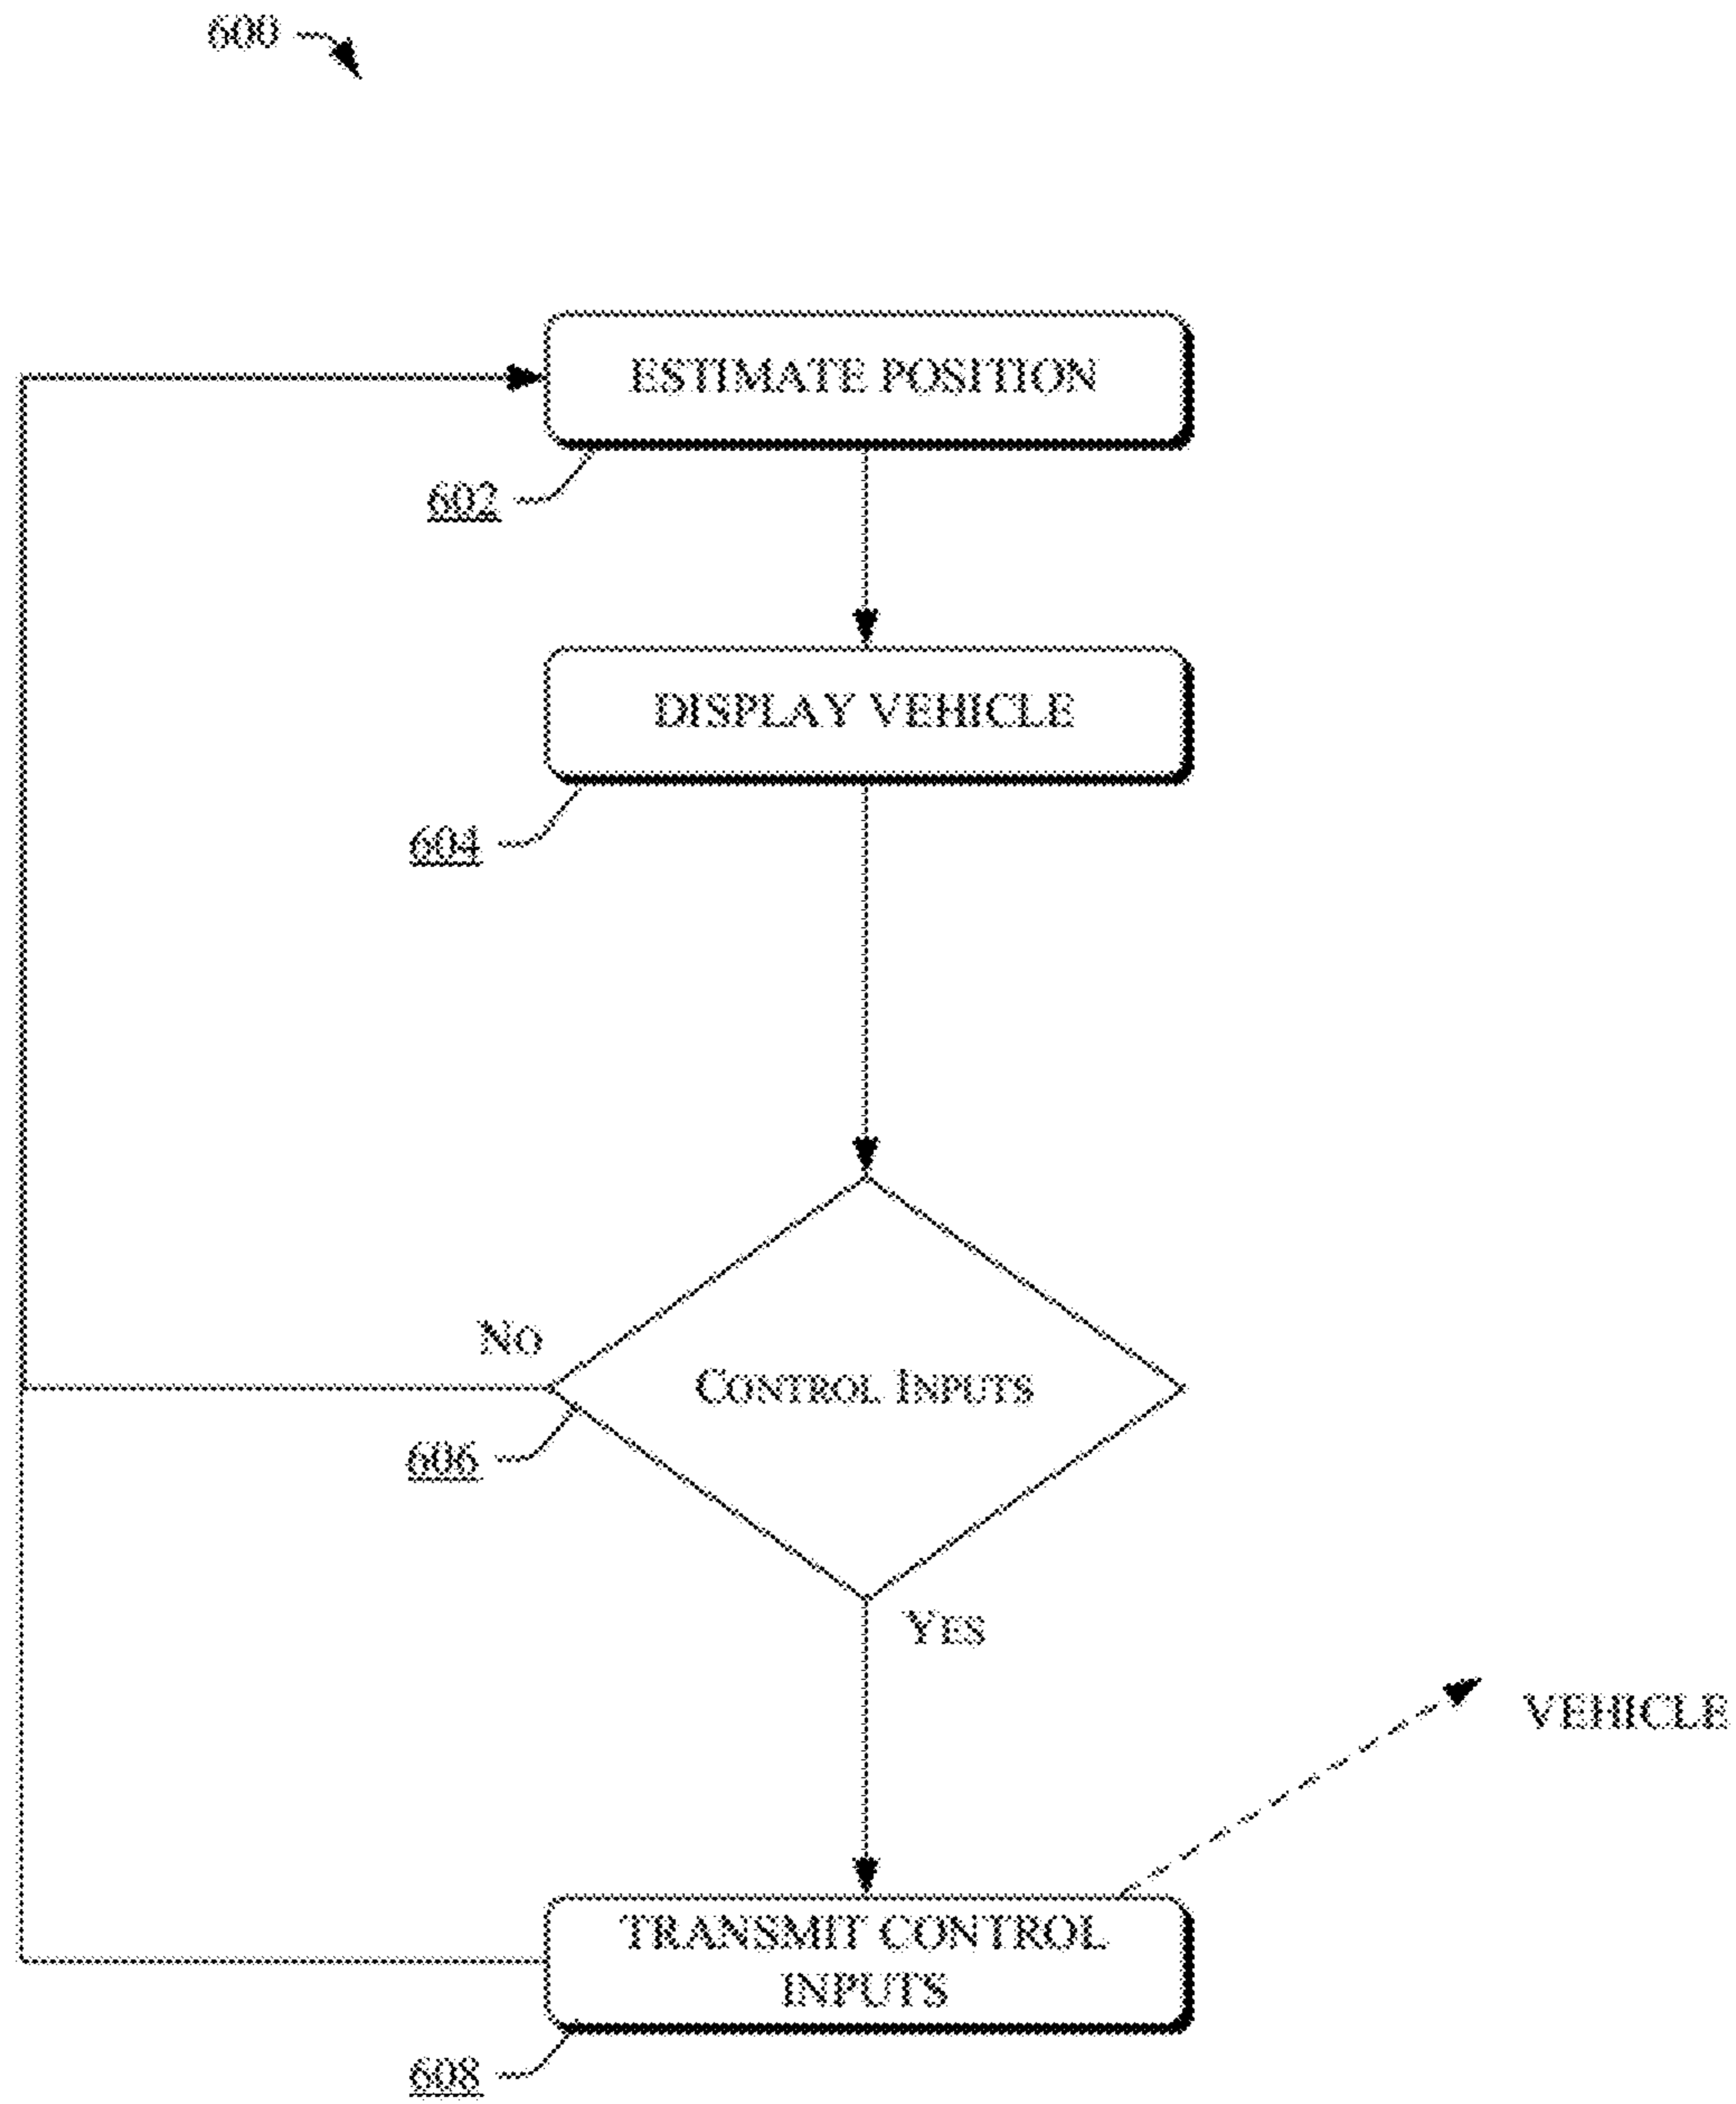 600
ESTIMATE POSITION
602
DISPLAY VEHICLE
604
NO
CONTROL INPUTS
606
YES
VEHICLE
TRANSMIT CONTROL
INPUTS
608